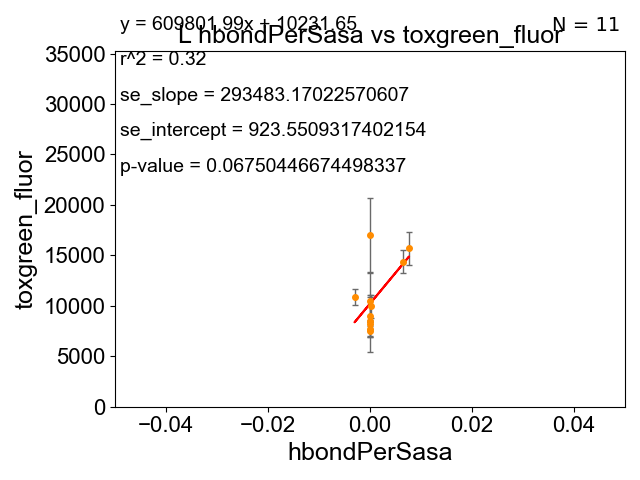 y = 609801.99x + 10231.65
N = 11
L hbondPerSasa vs toxgreen_fluor
r^2 = 0.32
se_slope = 293483.17022570607
se_intercept = 923.5509317402154
p-value = 0.06750446674498337
35000
30000
25000
20000
15000
10000
5000
0
toxgreen_fluor
−0.04 −0.02 0.00 0.02 0.04
hbondPerSasa